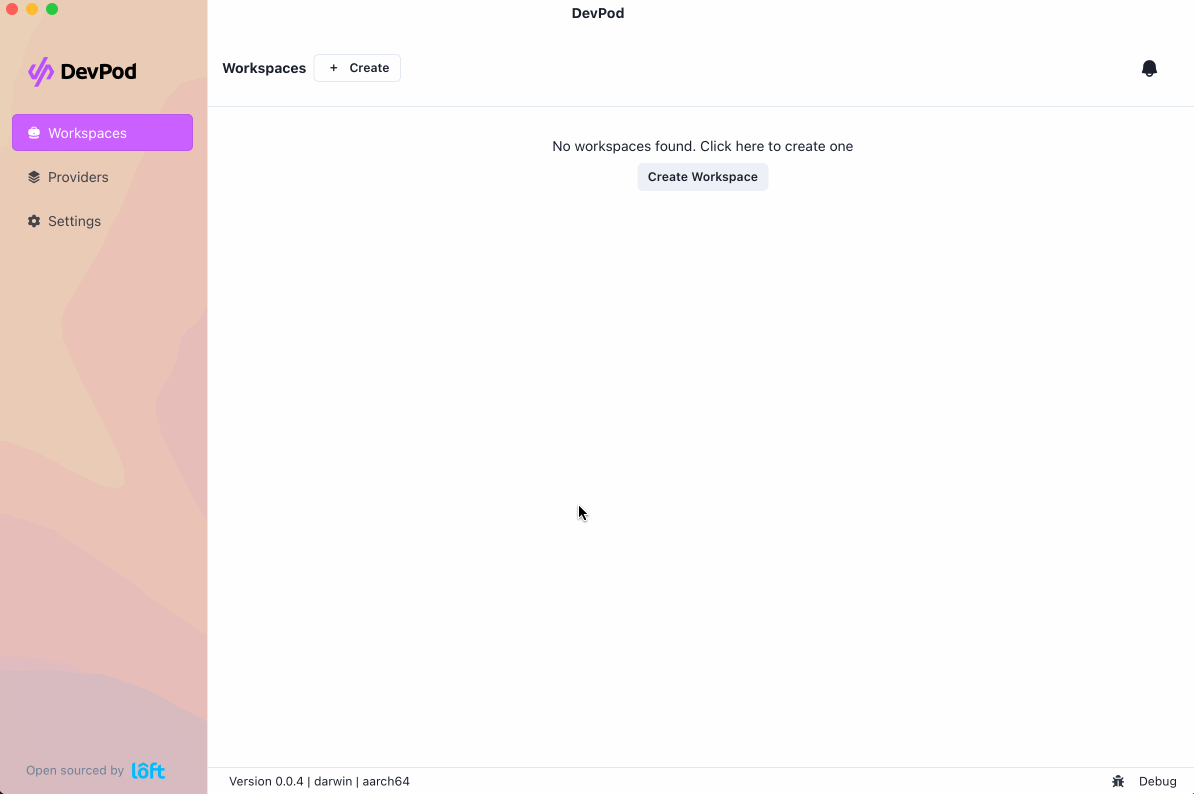 DevPod
DevPod
Workspaces
Providers
Settings
Open sourced by loft
Workspaces
+ Create
No workspaces found. Click here to create one
Create Workspace
Version 0.0.4 | darwin | aarch64
Debug